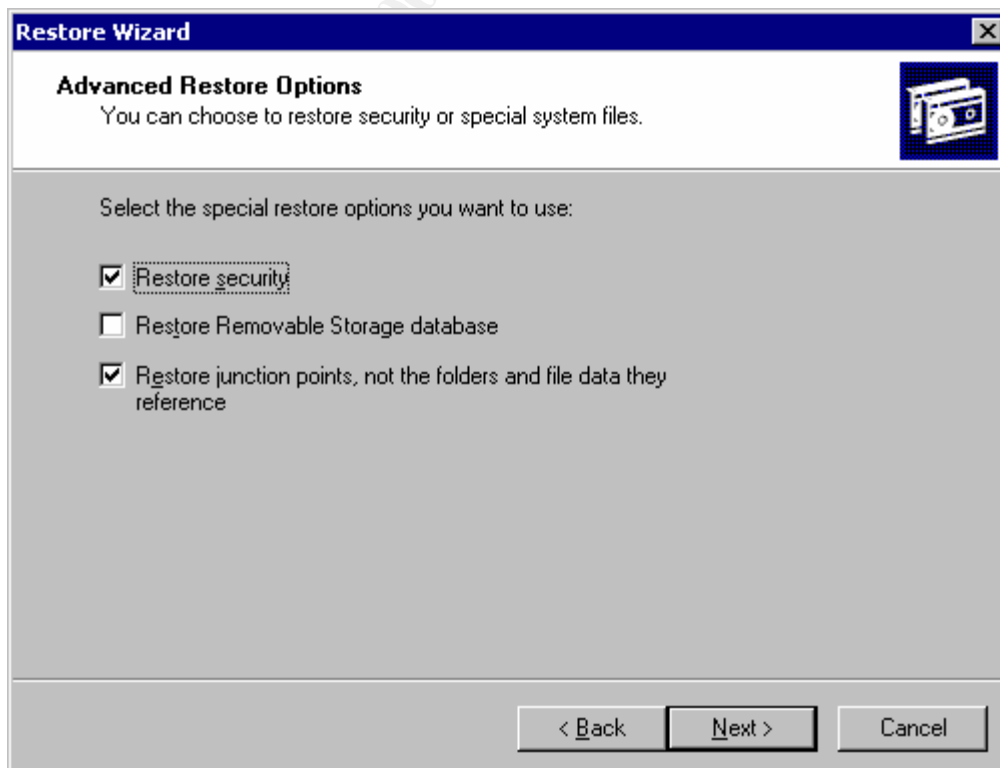 Restore Wizard
Advanced Restore Options
You can choose to restore security or special system files.
Select the special restore options you want to use:
Restore security
Restore Removable Storage database
Restore junction points, not the folders and file data they
reference
< Back
Next >
Cancel